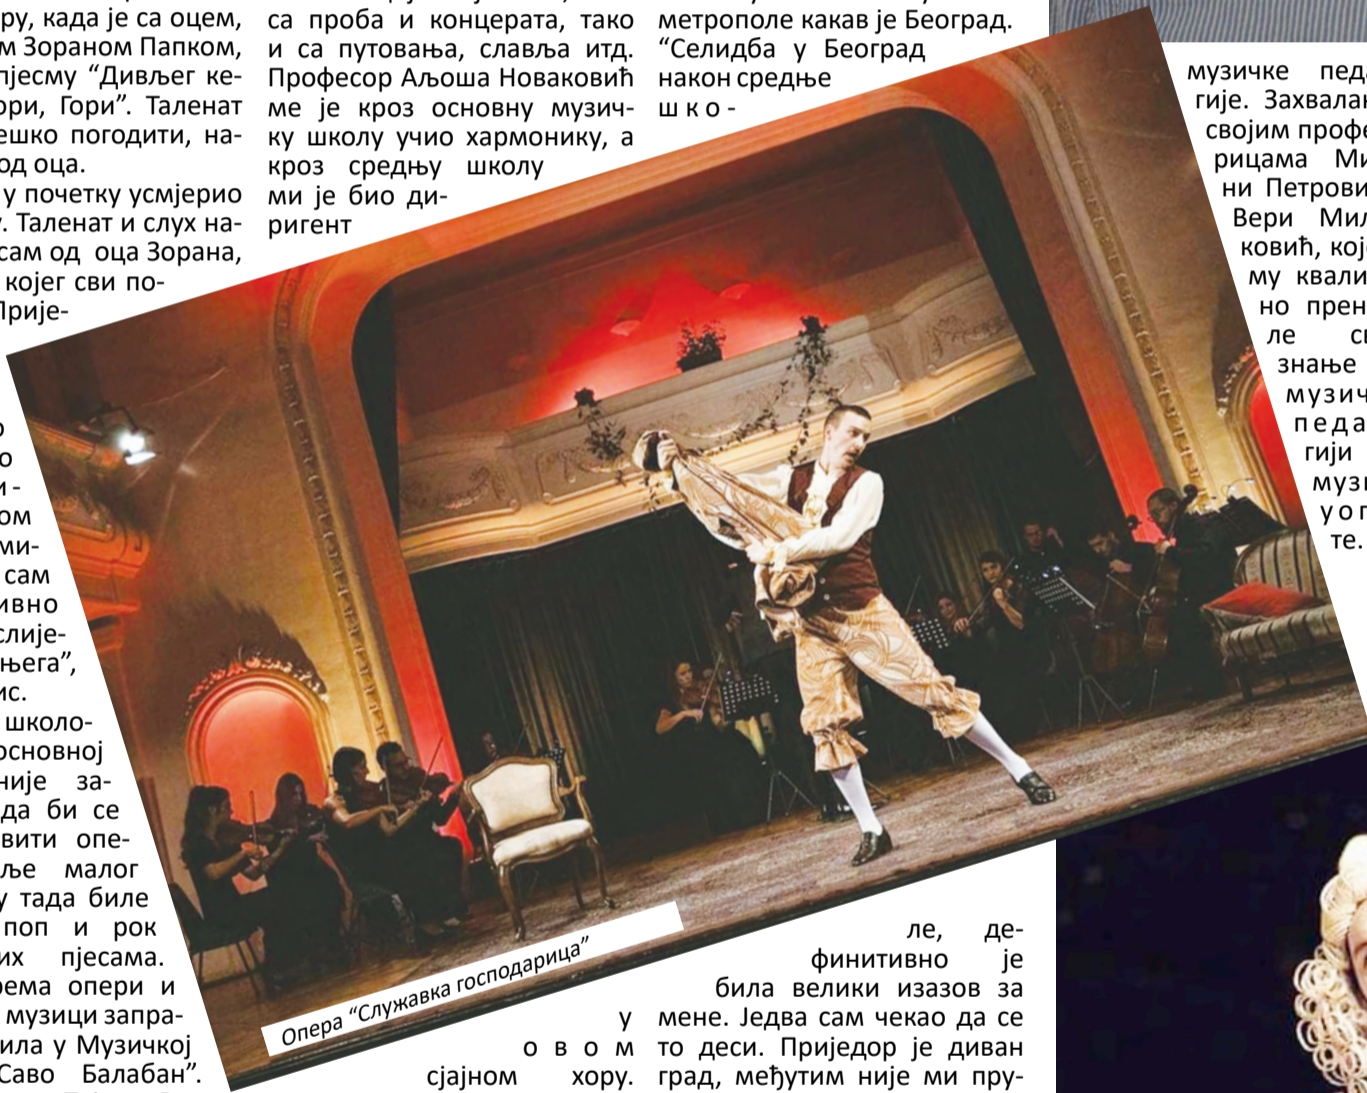 ру, када је са оцем,
м Зораном Папком,
пјесму “Дивљег ке-
ори, Гори”. Таленат
ешко погодити, на-
од оца.
у почетку усмјерио
у. Таленат и слух на-
сам од оца Зорана,
којег сви по-
Прије-
о
о
и-
ом
ми-
сам
ивно
слије-
њега”,
ис.
школо-
основној
није за-
да би се
вити опе-
ље малог
у тада биле
поп и рок
их пјесама.
рема опери и
музици запра-
ила у Музичкој
Саво Балабан”.
са проба и концерата, тако
и са путовања, славља итд.
Професор Аљоша Новаковић
ме је кроз основну музич-
ку школу учио хармонику, а
кроз средњу школу
ми је био ди-
ригент
у
овом
сјајном хору.
метрополе какав је Београд.
“Селидба у Београд
након средње
шко-
ле, де-
финитивно је
била велики изазов за
мене. Једва сам чекао да се
то деси. Приједор је диван
град, међутим није ми пру-
музичке педа
гије. Захвала
својим профе
рицама Ми
ни Петрови
Вери Мил
ковић, кој
му квали
но прен
ле св
знање
музич
педа
гији
музи
уоп
те.
Опера “Служавка господарица”